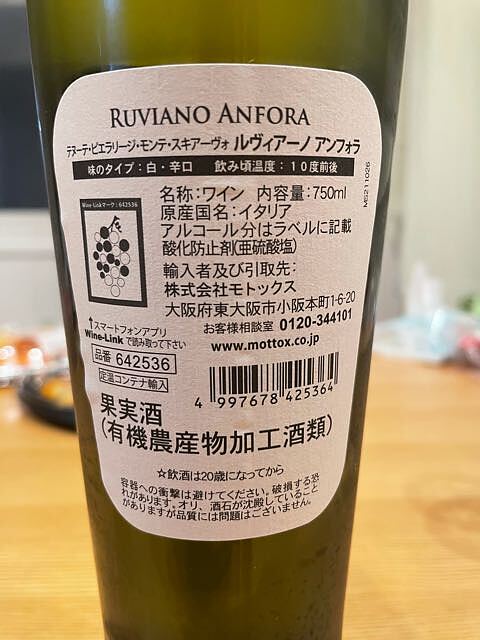 RUVIANO ANFORA
テヌーテ・ピエラリージ・モンテ・スキアーヴォ ルヴィアーノ アンフォラ
味のタイプ：白・辛口 飲み頃温度：10度前後
MS211026
名称：ワイン 内容量：750ml
Wine-Linkマーク：642536
原産国名：イタリア
アルコール分はラベルに記載
酸化防止剤(亜硫酸塩)
輸入者及び引取先：
株式会社モトックス
大阪府東大阪市小阪本町1-6-20
お客様相談室 0120-344101
↑スマートフォンアプリ
Wine-Link で読み取って下さい
www.mottox.co.jp
品番 642536
定温コンテナ輸入
4 997678 425364
果実酒
(有機農産物加工酒類)
☆飲酒は20歳になってから
容器への衝撃は避けてください。破損する恐
れがあります。オリ、酒石が沈殿していること
がありますが品質には問題はございません。